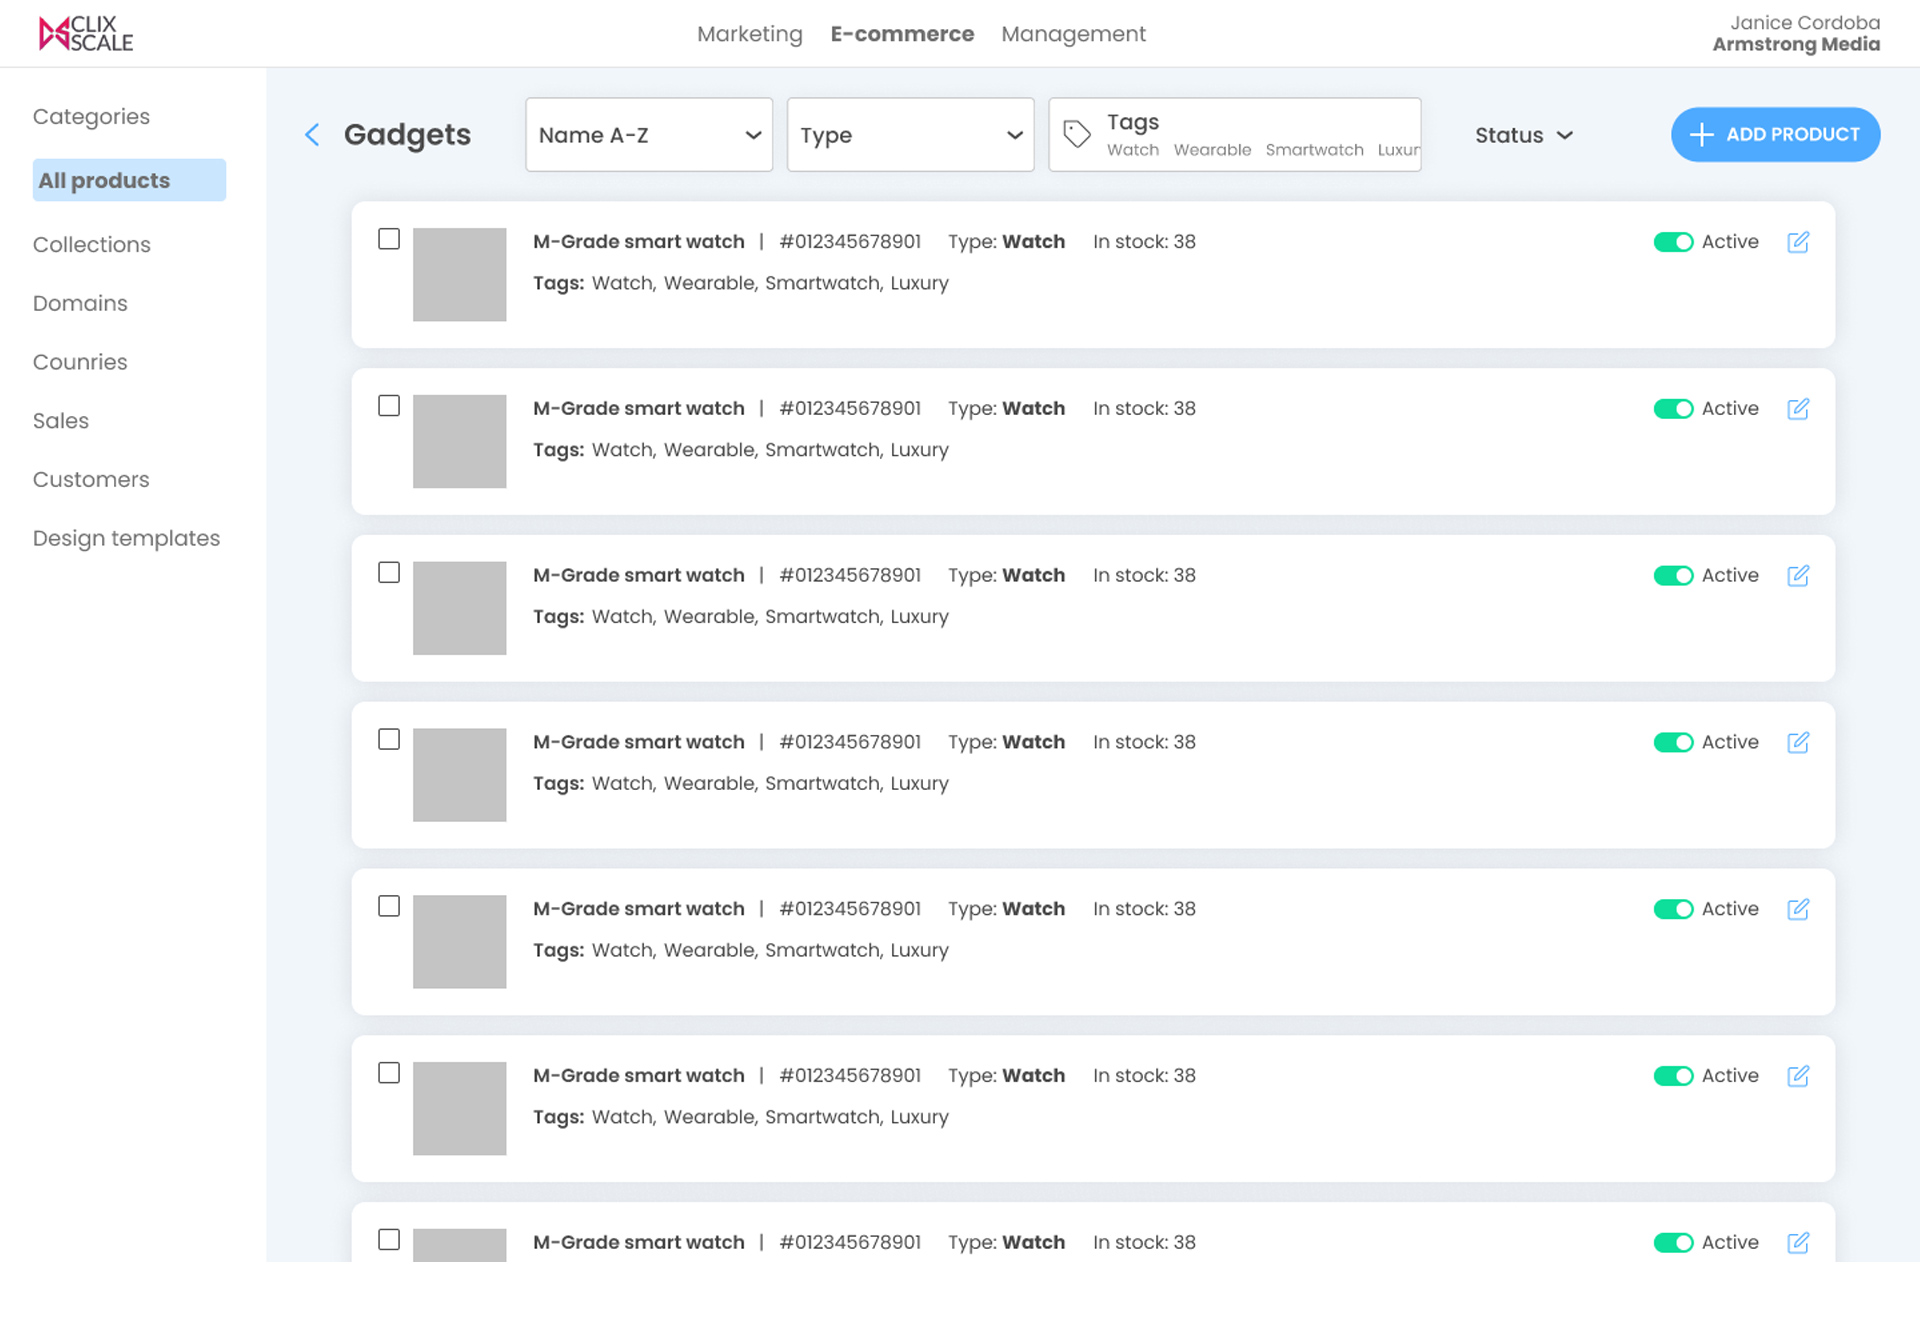 CLIX
SCALE
Marketing E-commerce Management
Janice Cordoba
Armstrong Media
Categories
All products
Collections
Domains
Counries
Sales
Customers
Design templates
Gadgets
Name A-Z
Type
Tags
Watch Wearable Smartwatch Luxur
Status
ADD PRODUCT
M-Grade smart watch | #012345678901 Type: Watch In stock: 38 Active
Tags: Watch, Wearable, Smartwatch, Luxury
M-Grade smart watch | #012345678901 Type: Watch In stock: 38 Active
Tags: Watch, Wearable, Smartwatch, Luxury
M-Grade smart watch | #012345678901 Type: Watch In stock: 38 Active
Tags: Watch, Wearable, Smartwatch, Luxury
M-Grade smart watch | #012345678901 Type: Watch In stock: 38 Active
Tags: Watch, Wearable, Smartwatch, Luxury
M-Grade smart watch | #012345678901 Type: Watch In stock: 38 Active
Tags: Watch, Wearable, Smartwatch, Luxury
M-Grade smart watch | #012345678901 Type: Watch In stock: 38 Active
Tags: Watch, Wearable, Smartwatch, Luxury
M-Grade smart watch | #012345678901 Type: Watch In stock: 38 Active